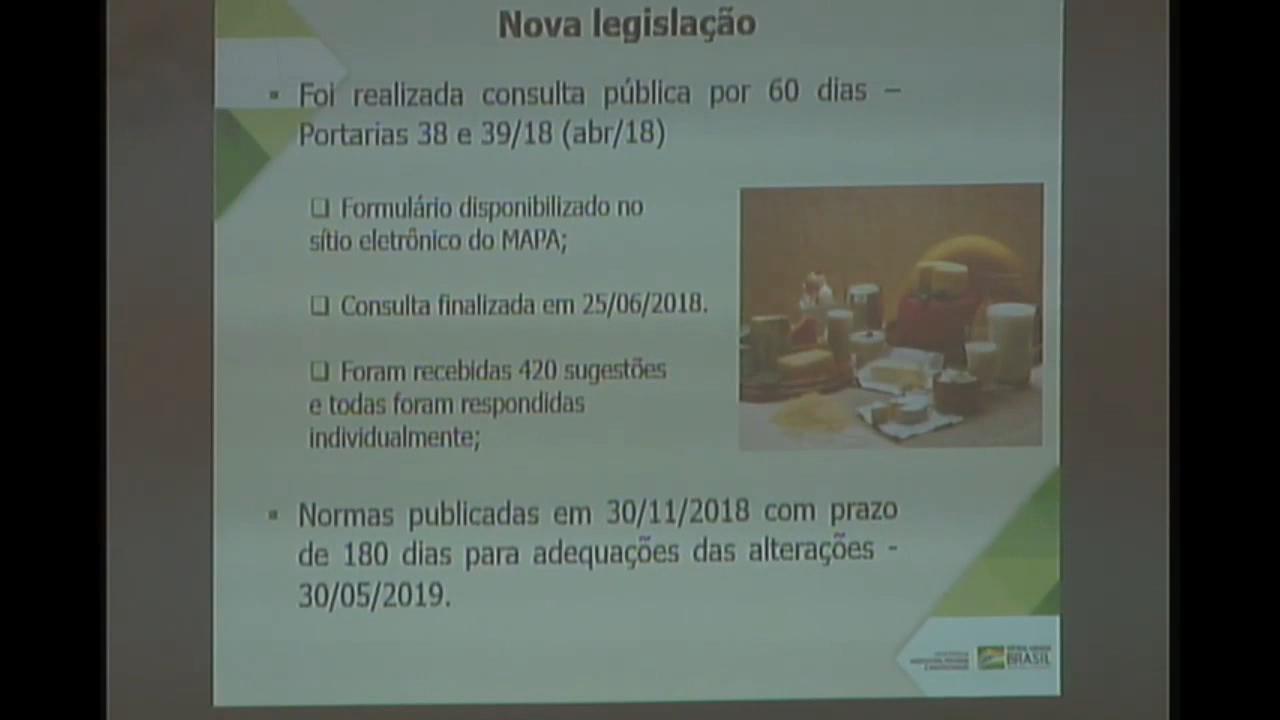 Nova legislação
▪ Foi realizada consulta pública por 60 dias –
Portarias 38 e 39/18 (abr/18)
❑ Formulário disponibilizado no
sítio eletrônico do MAPA;
❑ Consulta finalizada em 25/06/2018.
❑ Foram recebidas 420 sugestões
e todas foram respondidas
individualmente;
▪ Normas publicadas em 30/11/2018 com prazo
de 180 dias para adequações das alterações -
30/05/2019.
BRASIL